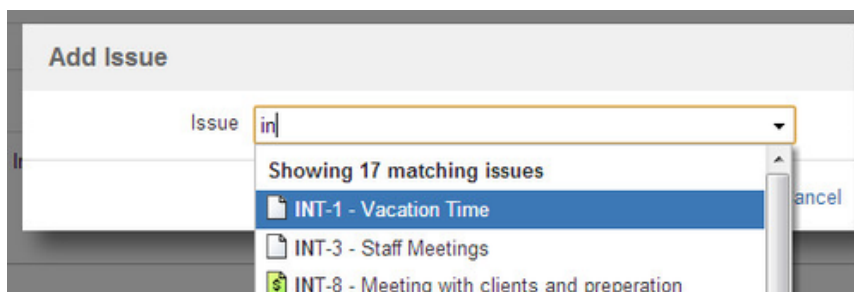 Add Issue
Issue in
Showing 17 matching issues
INT-1 - Vacation Time
ancel
INT-3 - Staff Meetings
INT-8 - Meeting with clients and preperation